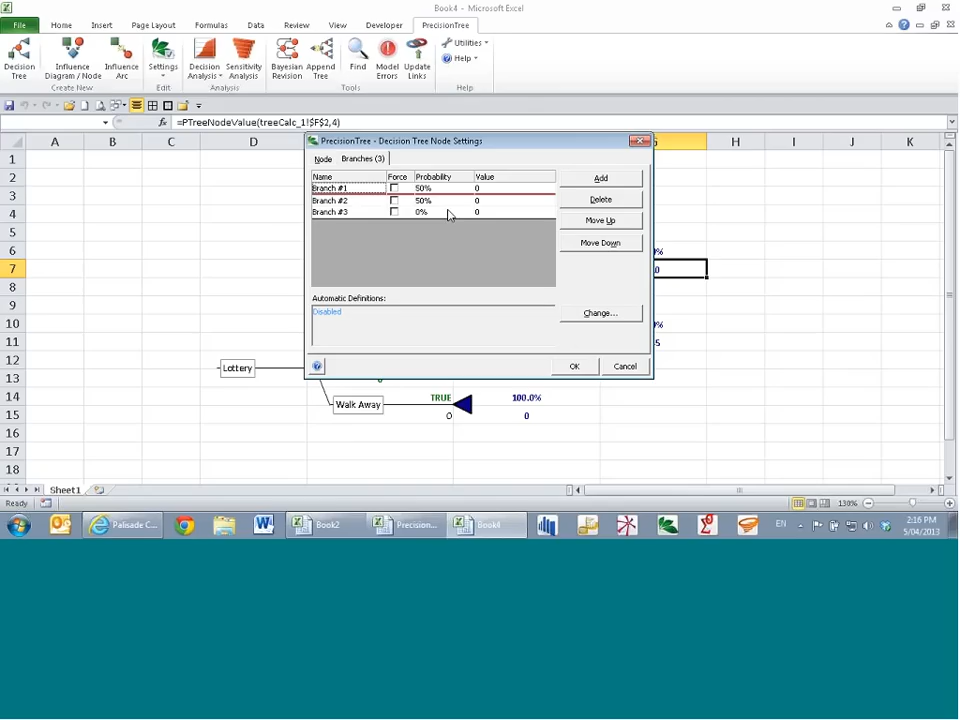 Book4 - Microsoft Excel
File Home Insert Page Layout Formulas Data Review View Developer PrecisionTree
Decision Tree
Influence Diagram / Node
Influence Arc
Settings
Decision Analysis
Sensitivity Analysis
Bayesian Revision
Append Tree
Find
Model Errors
Update Links
Utilities
Help
Create New Edit Analysis Tools Help
fx =PTreeNodeValue(treeCalc_1!$F$2,4)
A B C D H I J K
PrecisionTree - Decision Tree Node Settings
Node Branches (3)
Name Force Probability Value
Branch #1 50% 0
Branch #2 50% 0
Branch #3 0% 0
Add
Delete
Move Up
Move Down
Automatic Definitions:
Disabled
Change...
OK Cancel
1
2
3
4
5
6 %
7 0
8
9
10 %
11 5
12 Lottery
13
14 Walk Away TRUE 100.0%
15 0 0
16
17
18
Sheet1
Ready 130%
Palisade C...
Book2
Precision...
Book4
EN
2:16 PM
5/04/2013